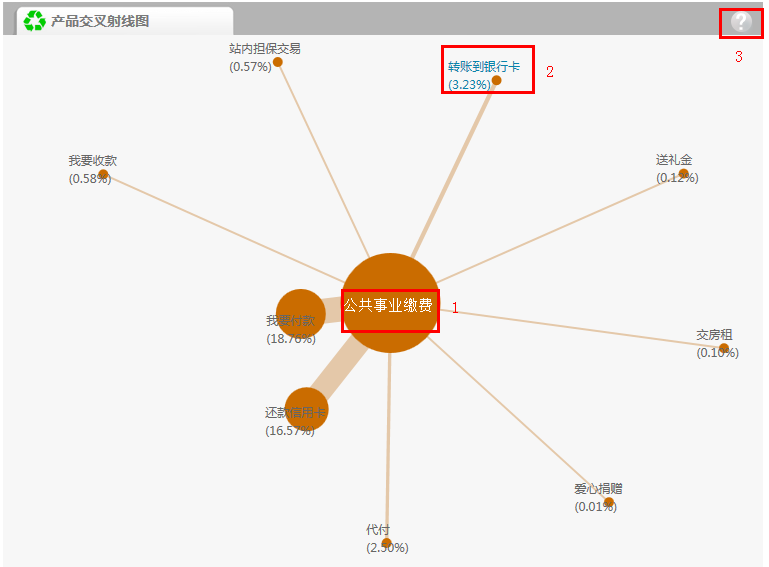 产品交叉射线图
?
3
站内担保交易
(0.57%)
转账到银行卡
(3.23%)
2
我要收款
(0.58%)
送礼金
(0.12%)
公共事业缴费
1
我要付款
(18.76%)
交房租
(0.10%)
还款信用卡
(16.57%)
爱心捐赠
(0.01%)
代付
(2.50%)